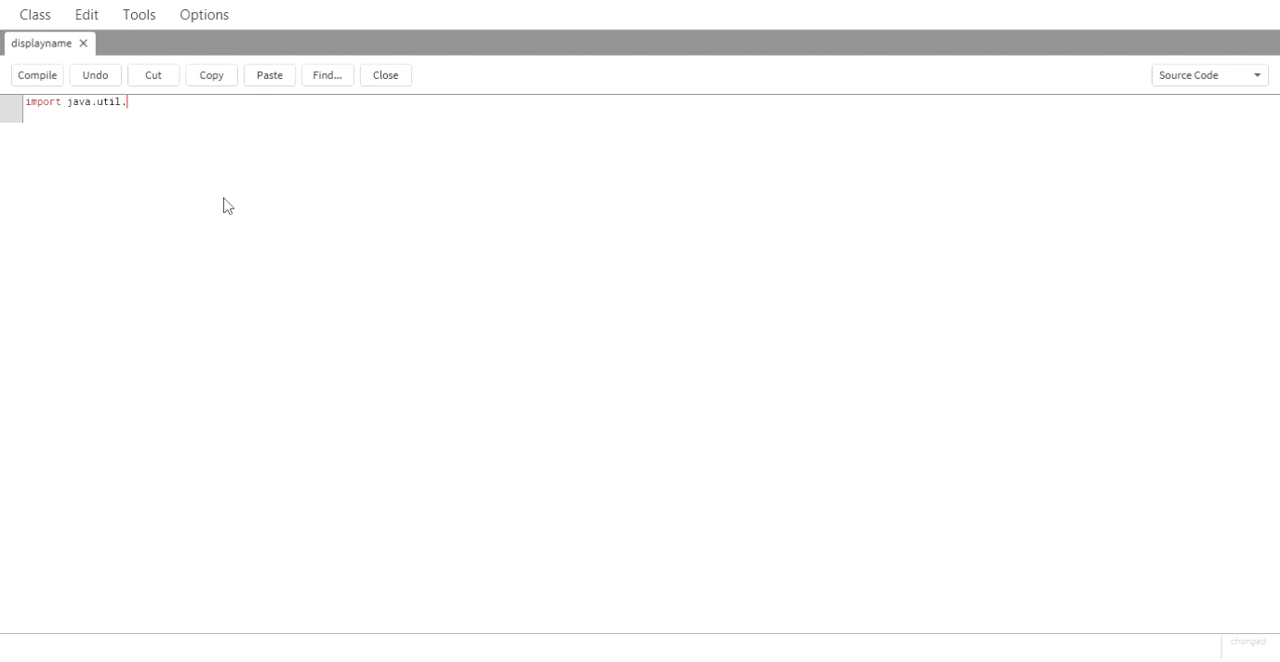 Class Edit Tools Options
displayname
Compile Undo Cut Copy Paste Find... Close Source Code
import java.util.
changed